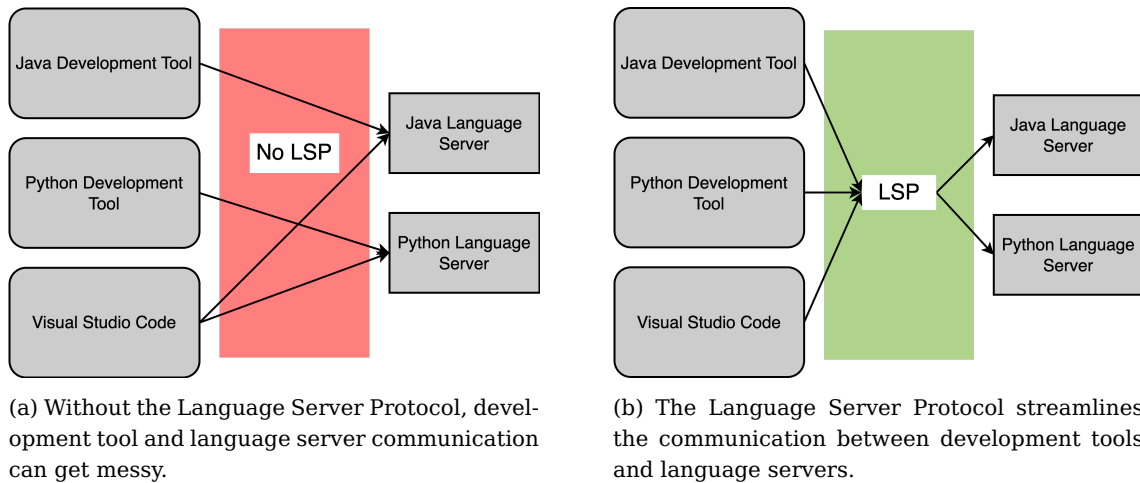 Java Development Tool
No LSP
Java Language
Server
Python Development
Tool
Python Language
Server
Visual Studio Code
(a) Without the Language Server Protocol, devel-
opment tool and language server communication
can get messy.
Java Development Tool
Java Language
Server
Python Development
Tool
LSP
Python Language
Server
Visual Studio Code
(b) The Language Server Protocol streamlines
the communication between development tools
and language servers.